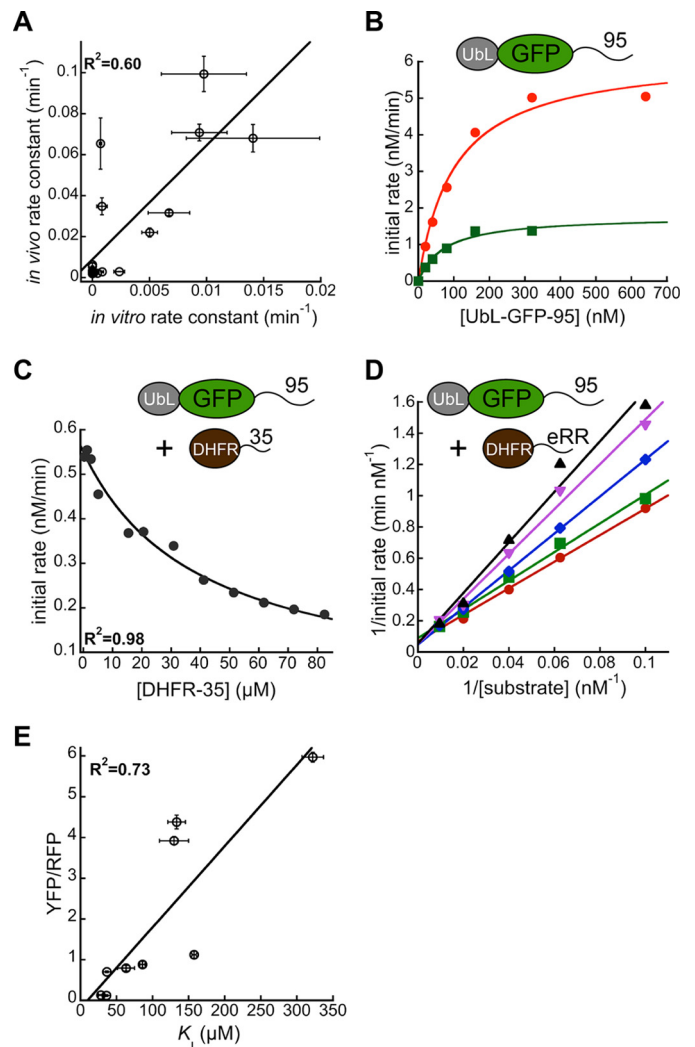 A
R²=0.60
0.1
0.08
0.06
0.04
0.02
0
in vivo rate constant (min⁻¹)
0
0.005
0.01
0.015
0.02
in vitro rate constant (min⁻¹)
B
UbL
GFP
95
6
5
4
3
2
1
0
initial rate (nM/min)
0
100
200
300
400
500
600
700
[UbL-GFP-95] (nM)
C
UbL
GFP
95
+
DHFR
35
0.6
0.5
0.4
0.3
0.2
0.1
initial rate (nM/min)
R²=0.98
0
10
20
30
40
50
60
70
80
[DHFR-35] (µM)
D
UbL
GFP
95
+
DHFR
eRR
1.6
1.4
1.2
1
0.8
0.6
0.4
0.2
0
1/initial rate (min nM⁻¹)
0
0.02
0.04
0.06
0.08
0.1
1/[substrate] (nM⁻¹)
E
R²=0.73
6
5
4
3
2
1
0
YFP/RFP
0
50
100
150
200
250
300
350
(µM)